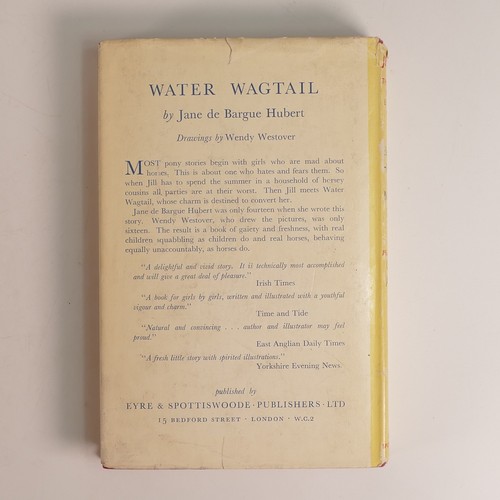 WATER WAGTAIL
by Jane de Bargue Hubert
Drawings by Wendy Westover
MOST pony stories begin with girls who are mad about
horses. This is about one who hates and fears them. So
when Jill has to spend the summer in a household of horsey
cousins all parties are at their worst. Then Jill meets Water
Wagtail, whose charm is destined to convert her.
Jane de Bargue Hubert was only fourteen when she wrote this
story. Wendy Westover, who drew the pictures, was only
sixteen. The result is a book of gaiety and freshness, with real
children squabbling as children do and real horses, behaving
equally unaccountably, as horses do.
"A delightful and vivid story. It is technically most accomplished
and will give a great deal of pleasure."
Irish Times
"A book for girls by girls, written and illustrated with a youthful
vigour and charm."
Time and Tide
"Natural and convincing . . . author and illustrator may feel
proud."
East Anglian Daily Times
"A fresh little story with spirited illustrations."
Yorkshire Evening News
published by
EYRE & SPOTTISWOODE · PUBLISHERS · LTD
15 BEDFORD STREET · LONDON · W.C.2